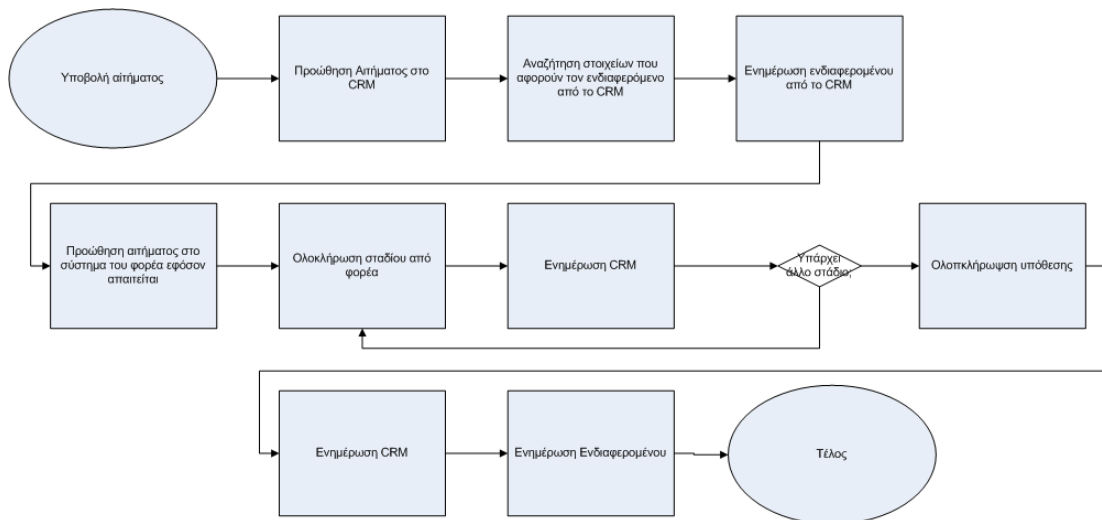 Υποβολή αίτήματος
Προώθηση Αιτήματος στο
CRM
Αναζήτηση στοιχείων που
αφορούν τον ενδιαφερόμενο
από το CRM
Ενημέρωση ενδιαφερομένου
από το CRM
Προώθηση αιτήματος στο
σύστημα του φορέα εφόσον
απαιτείται
Ολοκλήρωση σταδίου από
φορέα
Ενημέρωση CRM
Υπάρχει
άλλο στάδιο;
Ολοπκλήρωψση υπόθεσης
Ενημέρωση CRM
Ενημέρωση Ενδιαφερομένου
Τέλος